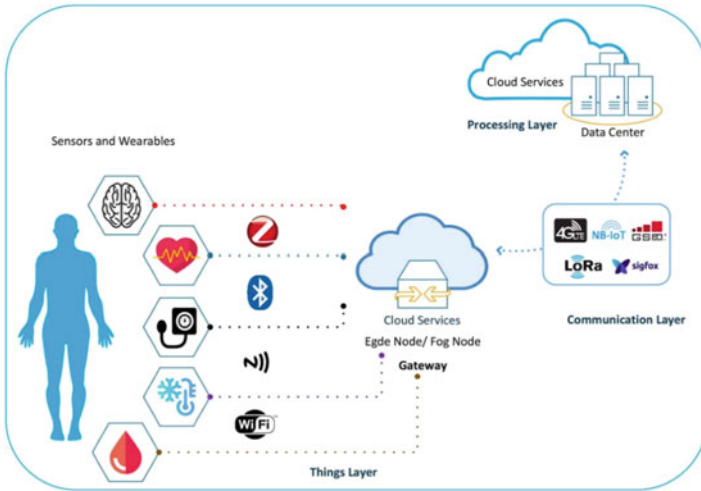 Cloud Services
Processing Layer
Data Center
Sensors and Wearables
4G LTE
NB-IoT
LoRa
sigfox
Cloud Services
Egde Node/ Fog Node
Gateway
Communication Layer
WiFi
Things Layer